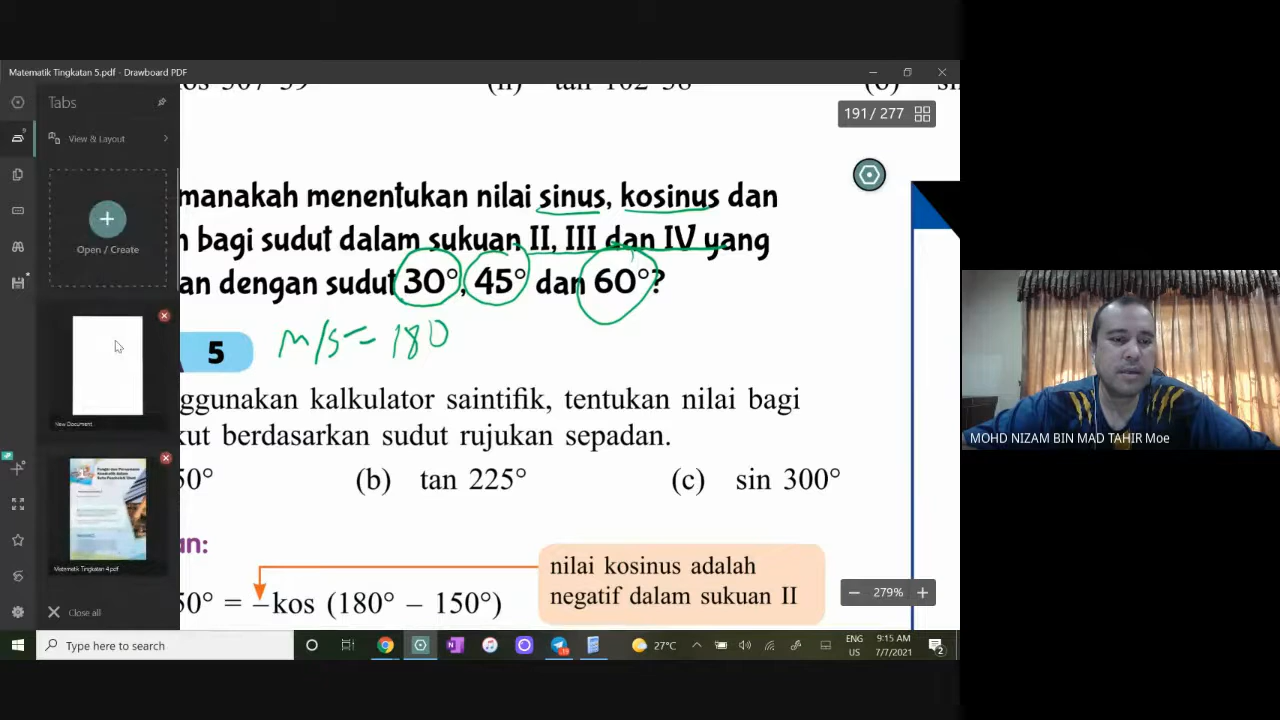 Matematik Tingkatan 5.pdf - Drawboard PDF
Tabs
View & Layout
Open / Create
New Document
Matematik Tingkatan 4.pdf
Close all
191 / 277
manakah menentukan nilai sinus, kosinus dan
bagi sudut dalam sukuan II, III dan IV yang
an dengan sudut 30°, 45° dan 60°?
5
m/s = 180
ggunakan kalkulator saintifik, tentukan nilai bagi
kut berdasarkan sudut rujukan sepadan.
50° (b) tan 225° (c) sin 300°
an:
nilai kosinus adalah
negatif dalam sukuan II
50° = –kos (180° – 150°)
279%
Type here to search
27°C
ENG
US
9:15 AM
7/7/2021
2
MOHD NIZAM BIN MAD TAHIR Moe